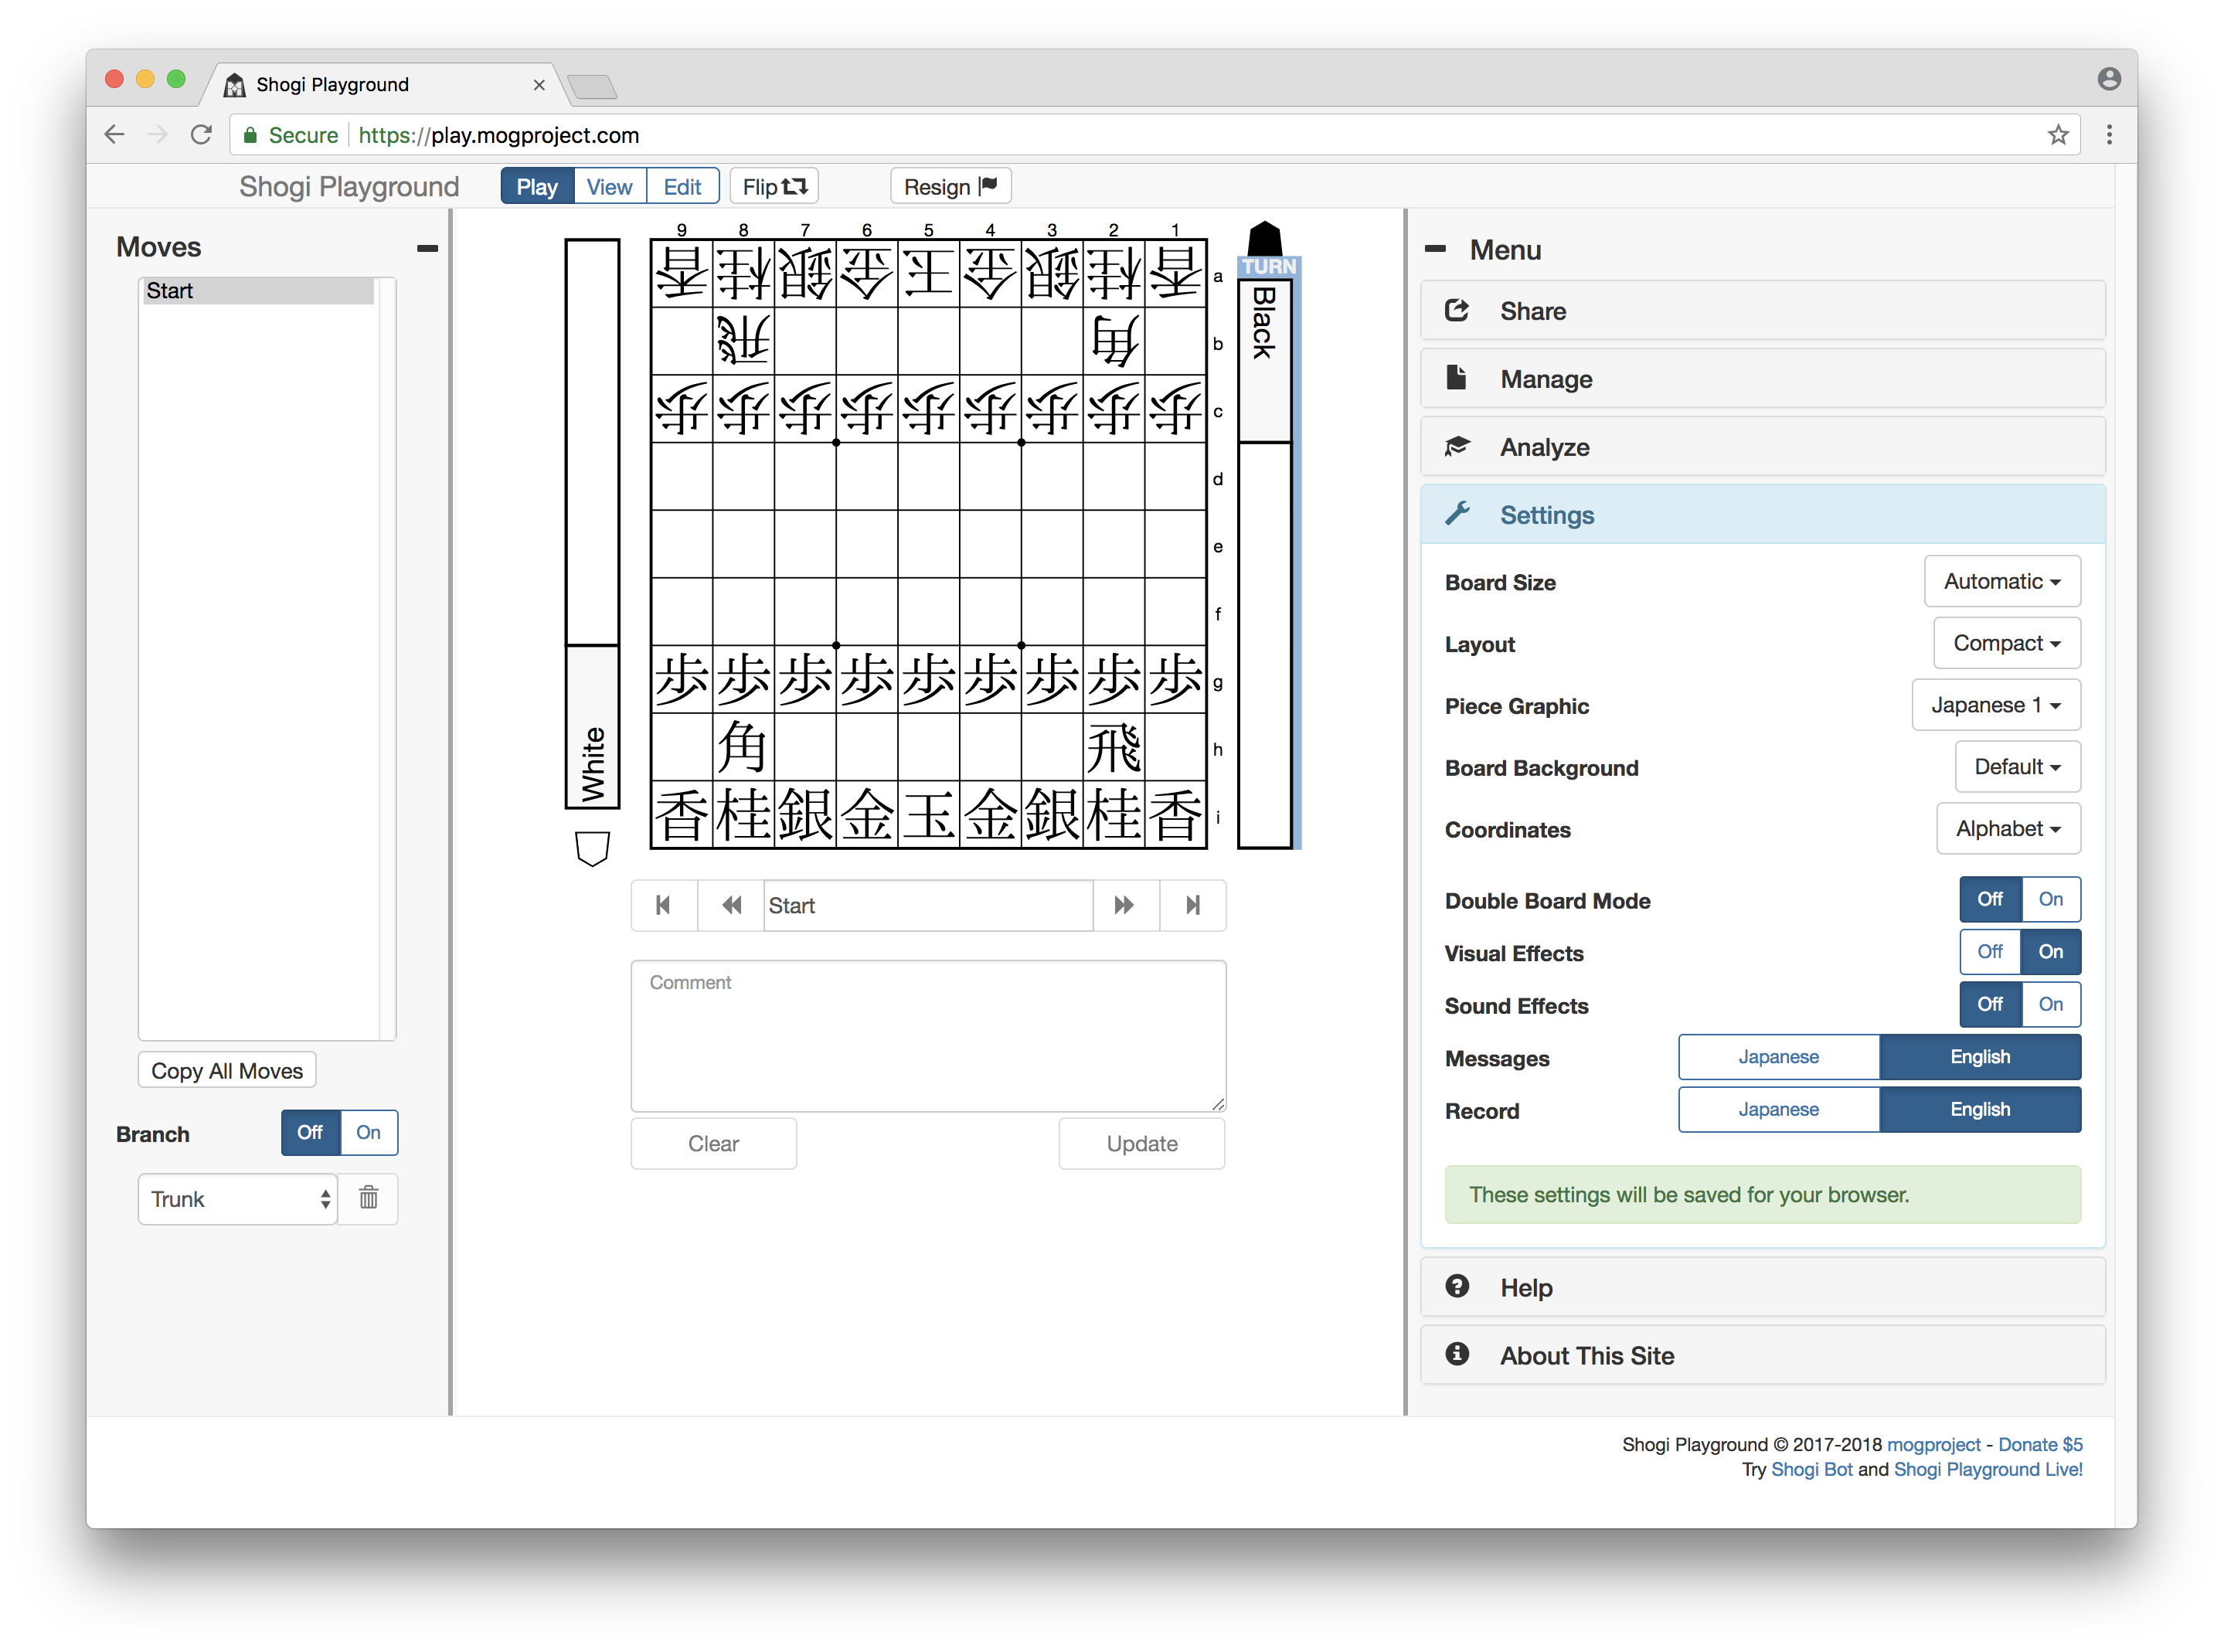 Shogi Playground
Secure https://play.mogproject.com
Shogi Playground Play View Edit Flip Resign
Moves
Start
Copy All Moves
Branch Off On
Trunk
9 8 7 6 5 4 3 2 1
香 桂 銀 金 玉 金 銀 桂 香 a
飛 角 b
歩 歩 歩 歩 歩 歩 歩 歩 歩 c
d
e
f
歩 歩 歩 歩 歩 歩 歩 歩 歩 g
角 飛 h
香 桂 銀 金 玉 金 銀 桂 香 i
White
TURN
Black
Start
Comment
Clear Update
Menu
Share
Manage
Analyze
Settings
Board Size Automatic
Layout Compact
Piece Graphic Japanese 1
Board Background Default
Coordinates Alphabet
Double Board Mode Off On
Visual Effects Off On
Sound Effects Off On
Messages Japanese English
Record Japanese English
These settings will be saved for your browser.
Help
About This Site
Shogi Playground © 2017-2018 mogproject - Donate $5
Try Shogi Bot and Shogi Playground Live!